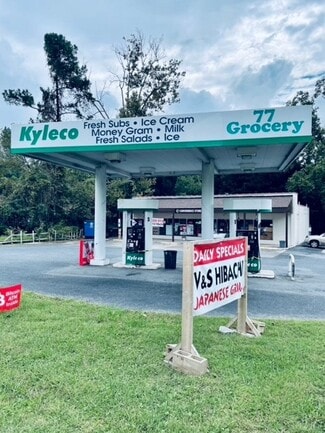 Kyleco
Fresh Subs • Ice Cream
Money Gram • Milk
Fresh Salads • Ice
77
Grocery
Kyleco
DAILY SPECIALS
V&S HIBACHI
JAPANESE GRILL